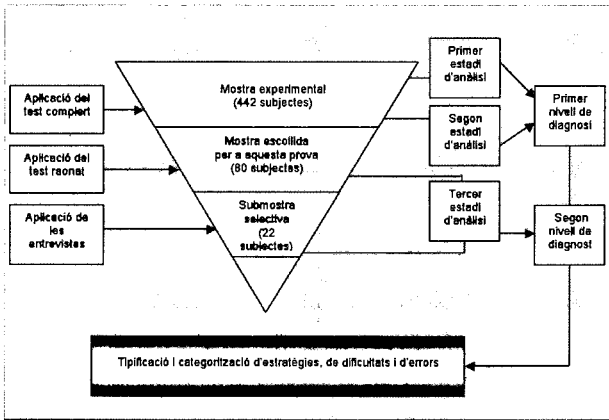 Primer
estadi
d'anàlisi
Mostra experimental
(442 subjectes)
Aplicació del
test complert
Primer
nivell de
diagnosi
Segon
estadi
d'anàlisi
Mostra escollida
per a aquesta prova
(80 subjectes)
Aplicació del
test raonat
Tercer
estadi
d'anàlisi
Submostra
selectiva
(22
subjectes)
Aplicació de
les
entrevistes
Segon
nivell de
diagnost
Tipificació i categorització d'estratègies, de dificultats i d'errors